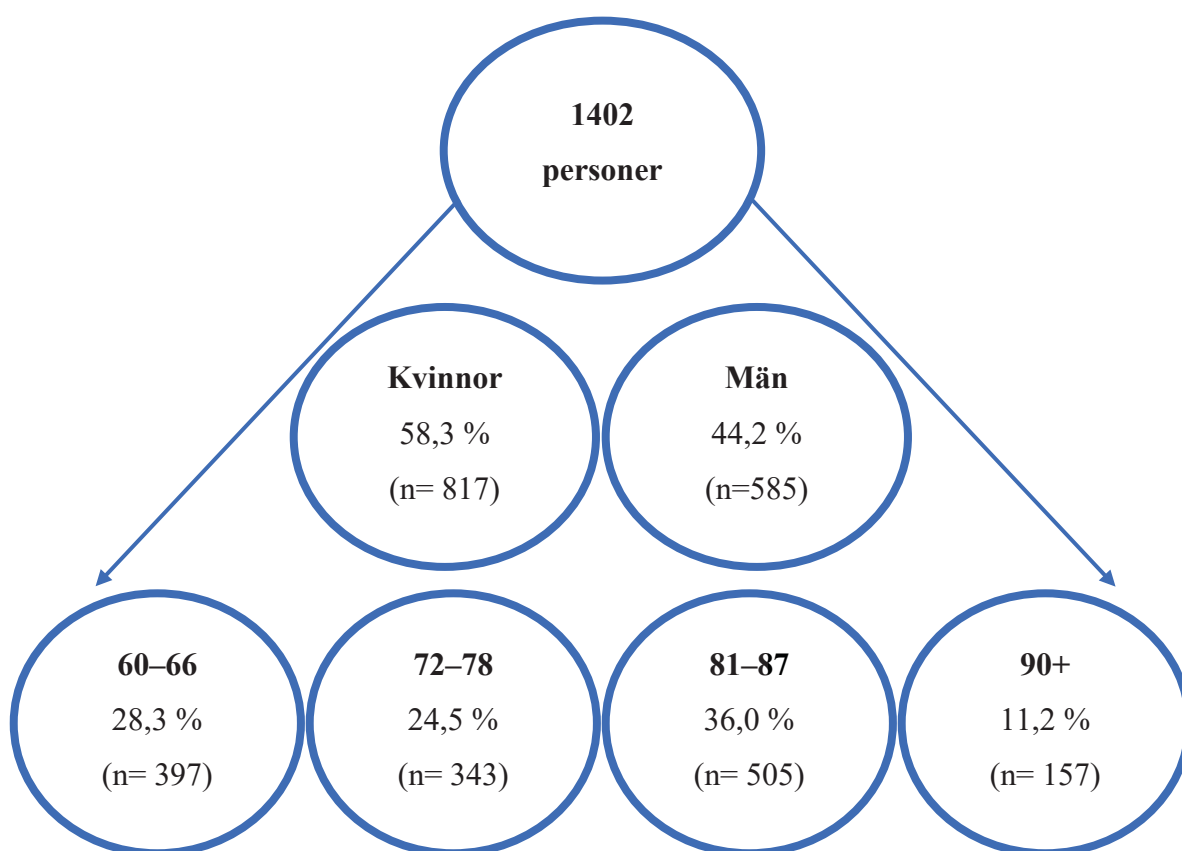 1402
personer
Kvinnor
58,3 %
(n= 817)
Män
44,2 %
(n=585)
60–66
28,3 %
(n= 397)
72–78
24,5 %
(n= 343)
81–87
36,0 %
(n= 505)
90+
11,2 %
(n= 157)